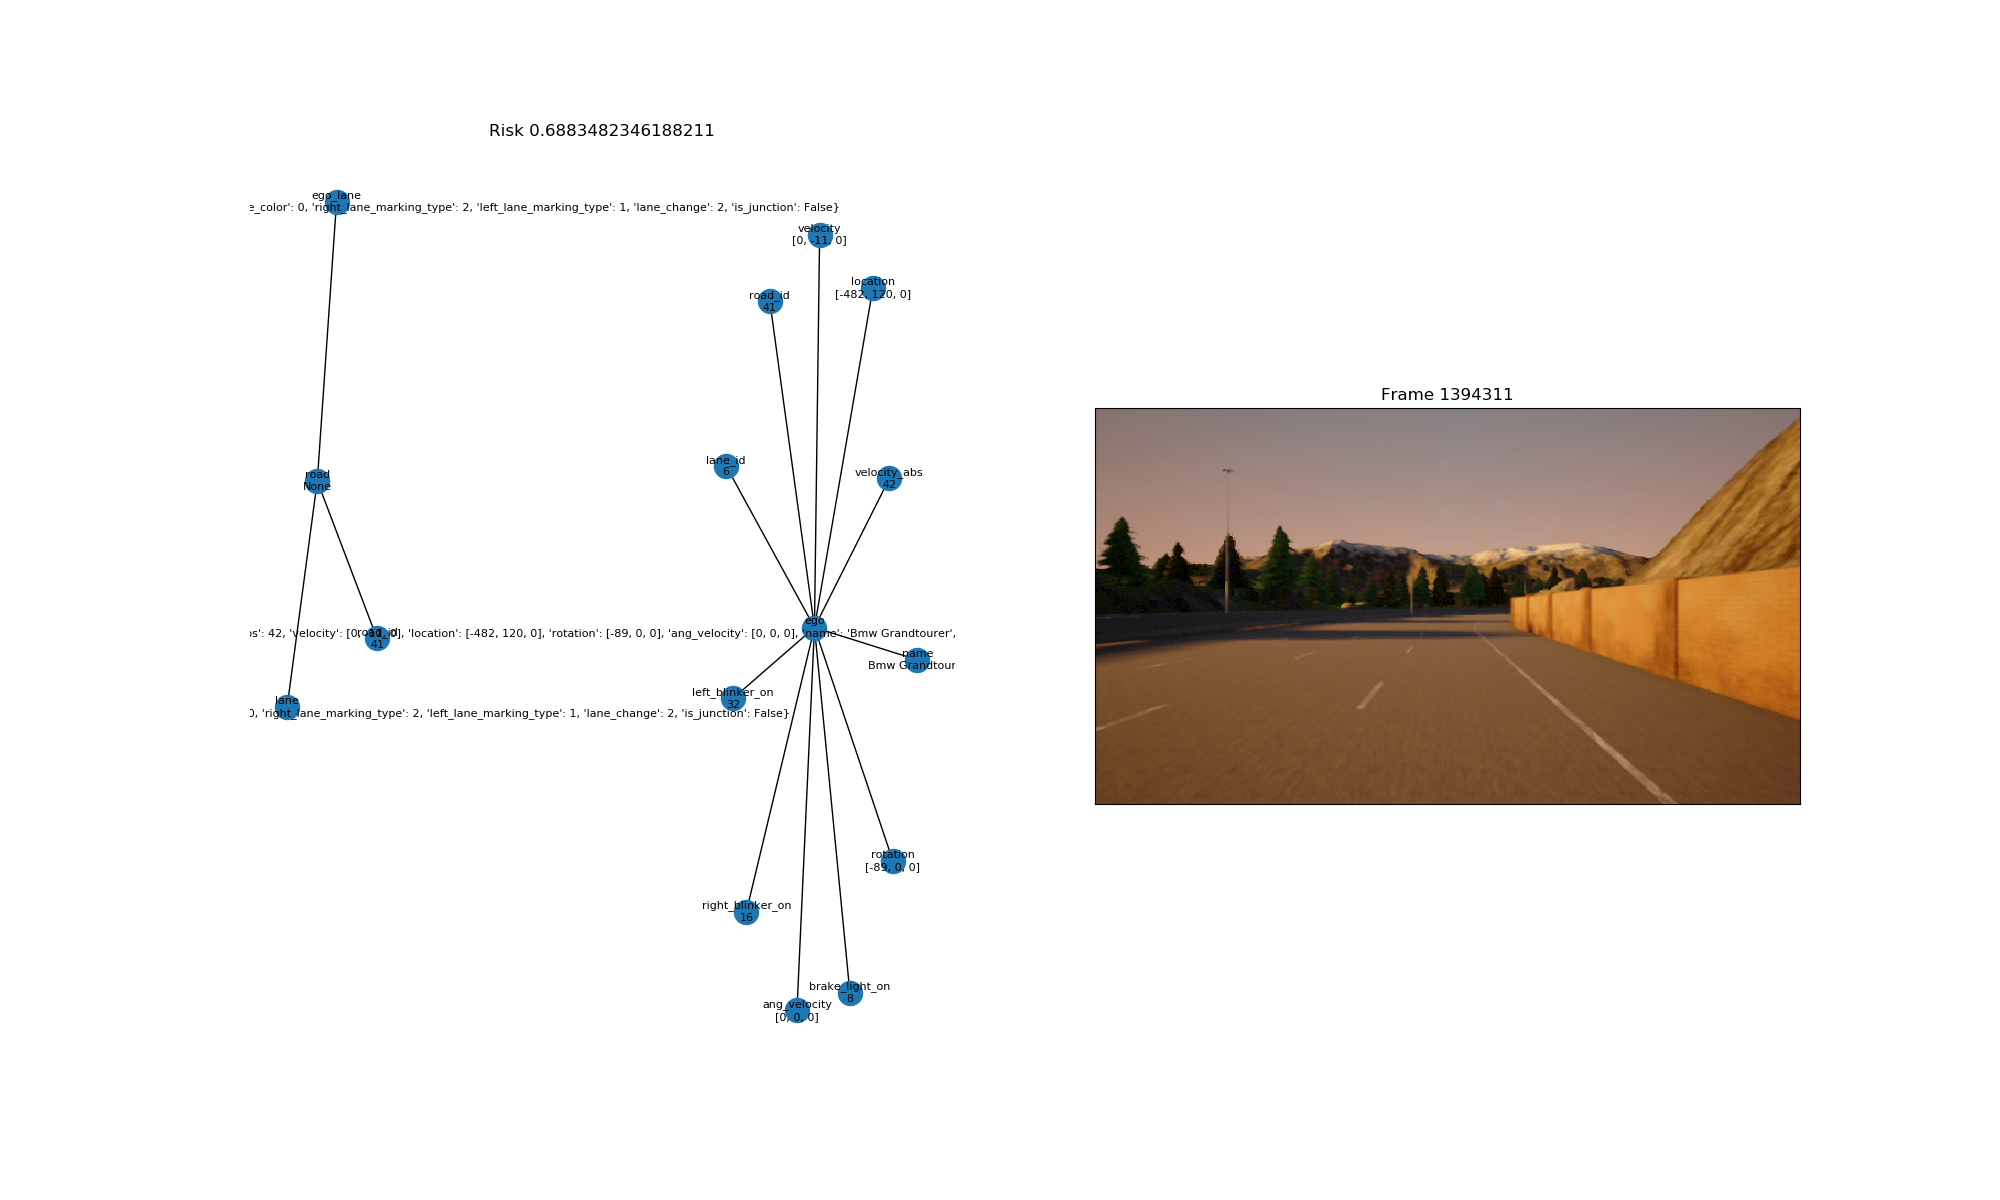 Risk 0.6883482346188211
ego_lane
e_color': 0, 'right_lane_marking_type': 2, 'left_lane_marking_type': 1, 'lane_change': 2, 'is_junction': False}
velocity
[0, -11, 0]
location
[-482, 120, 0]
road_id
41
lane_id
6
velocity_abs
42
road
None
ego
's': 42, 'velocity': [0, -11, 0], 'location': [-482, 120, 0], 'rotation': [-89, 0, 0], 'ang_velocity': [0, 0, 0], 'name': 'Bmw Grandtourer',
road_id
41
name
Bmw Grandtour
left_blinker_on
32
lane
0, 'right_lane_marking_type': 2, 'left_lane_marking_type': 1, 'lane_change': 2, 'is_junction': False}
rotation
[-89, 0, 0]
right_blinker_on
16
brake_light_on
8
ang_velocity
[0, 0, 0]
Frame 1394311